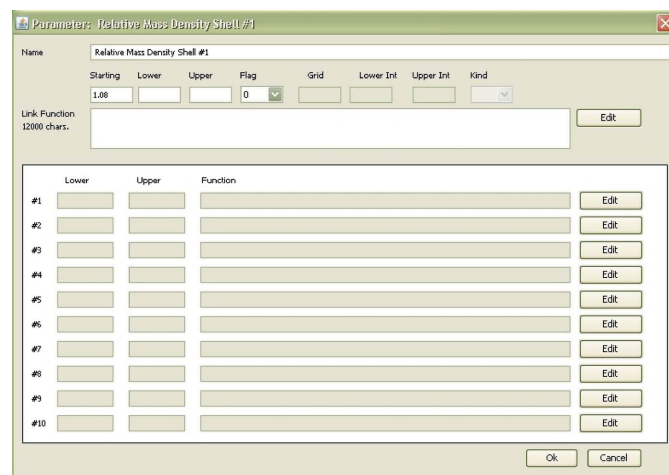 Parameter: Relative Mass Density Shell #1
Name Relative Mass Density Shell #1
Starting Lower Upper Flag Grid Lower Int Upper Int Kind
1.08 0
Link Function
12000 chars.
Edit
Lower Upper Function
#1 Edit
#2 Edit
#3 Edit
#4 Edit
#5 Edit
#6 Edit
#7 Edit
#8 Edit
#9 Edit
#10 Edit
Ok Cancel